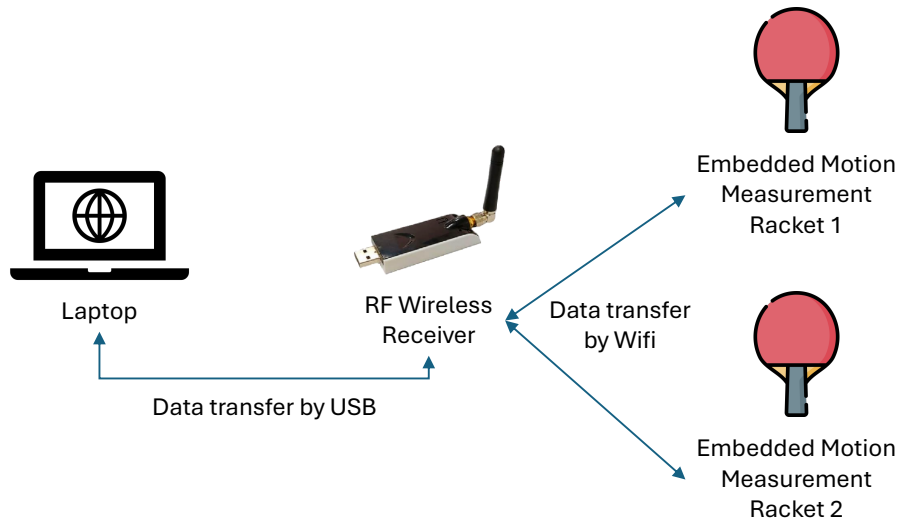 Laptop
RF Wireless
Receiver
Data transfer by USB
Data transfer
by Wifi
Embedded Motion
Measurement
Racket 1
Embedded Motion
Measurement
Racket 2